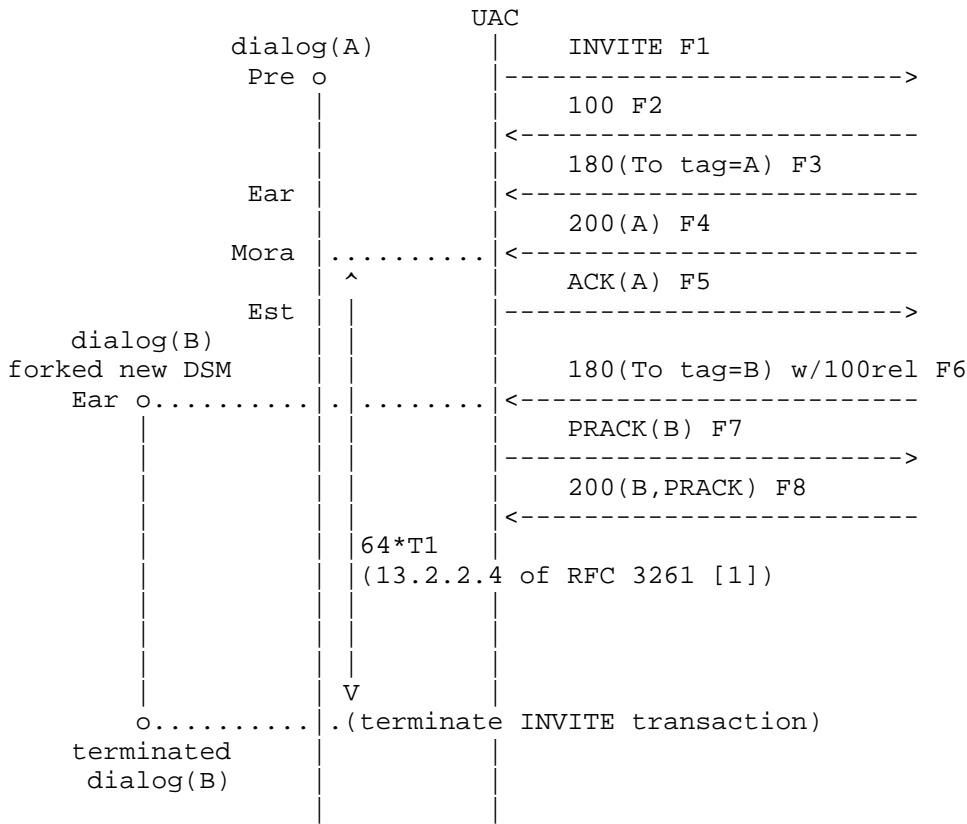 UAC
dialog(A) INVITE F1
Pre
100 F2
180(To tag=A) F3
Ear
200(A) F4
Mora
ACK(A) F5
Est
dialog(B)
forked new DSM 180(To tag=B) w/100rel F6
Ear
PRACK(B) F7
200(B,PRACK) F8
64*T1
(13.2.2.4 of RFC 3261 [1])
(terminate INVITE transaction)
terminated
dialog(B)